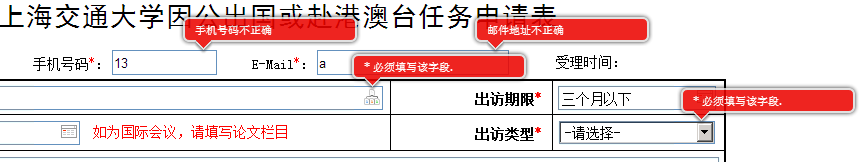 上海交通大学因公出国或赴港澳台任务申请表
手机号码不正确
邮件地址不正确
手机号码*： 13 E-Mail*： a 受理时间：
* 必须填写该字段.
出访期限* 三个月以下
* 必须填写该字段.
如为国际会议，请填写论文栏目 出访类型* -请选择-